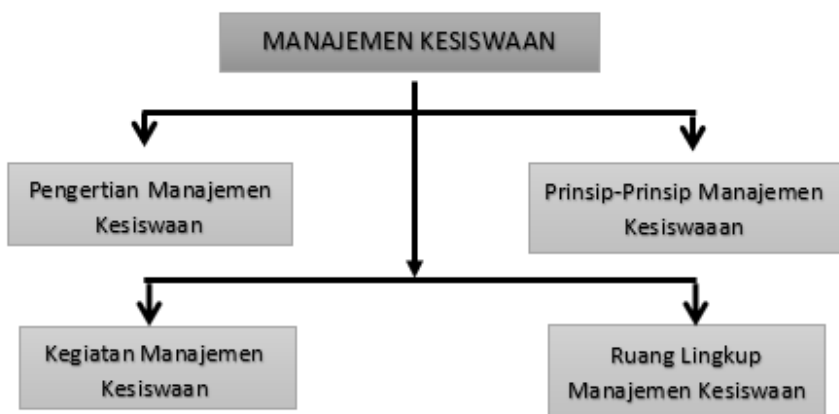 MANAJEMEN KESISWAAN
Pengertian Manajemen
Kesiswaan
Prinsip-Prinsip Manajemen
Kesiswaaan
Kegiatan Manajemen
Kesiswaan
Ruang Lingkup
Manajemen Kesiswaan